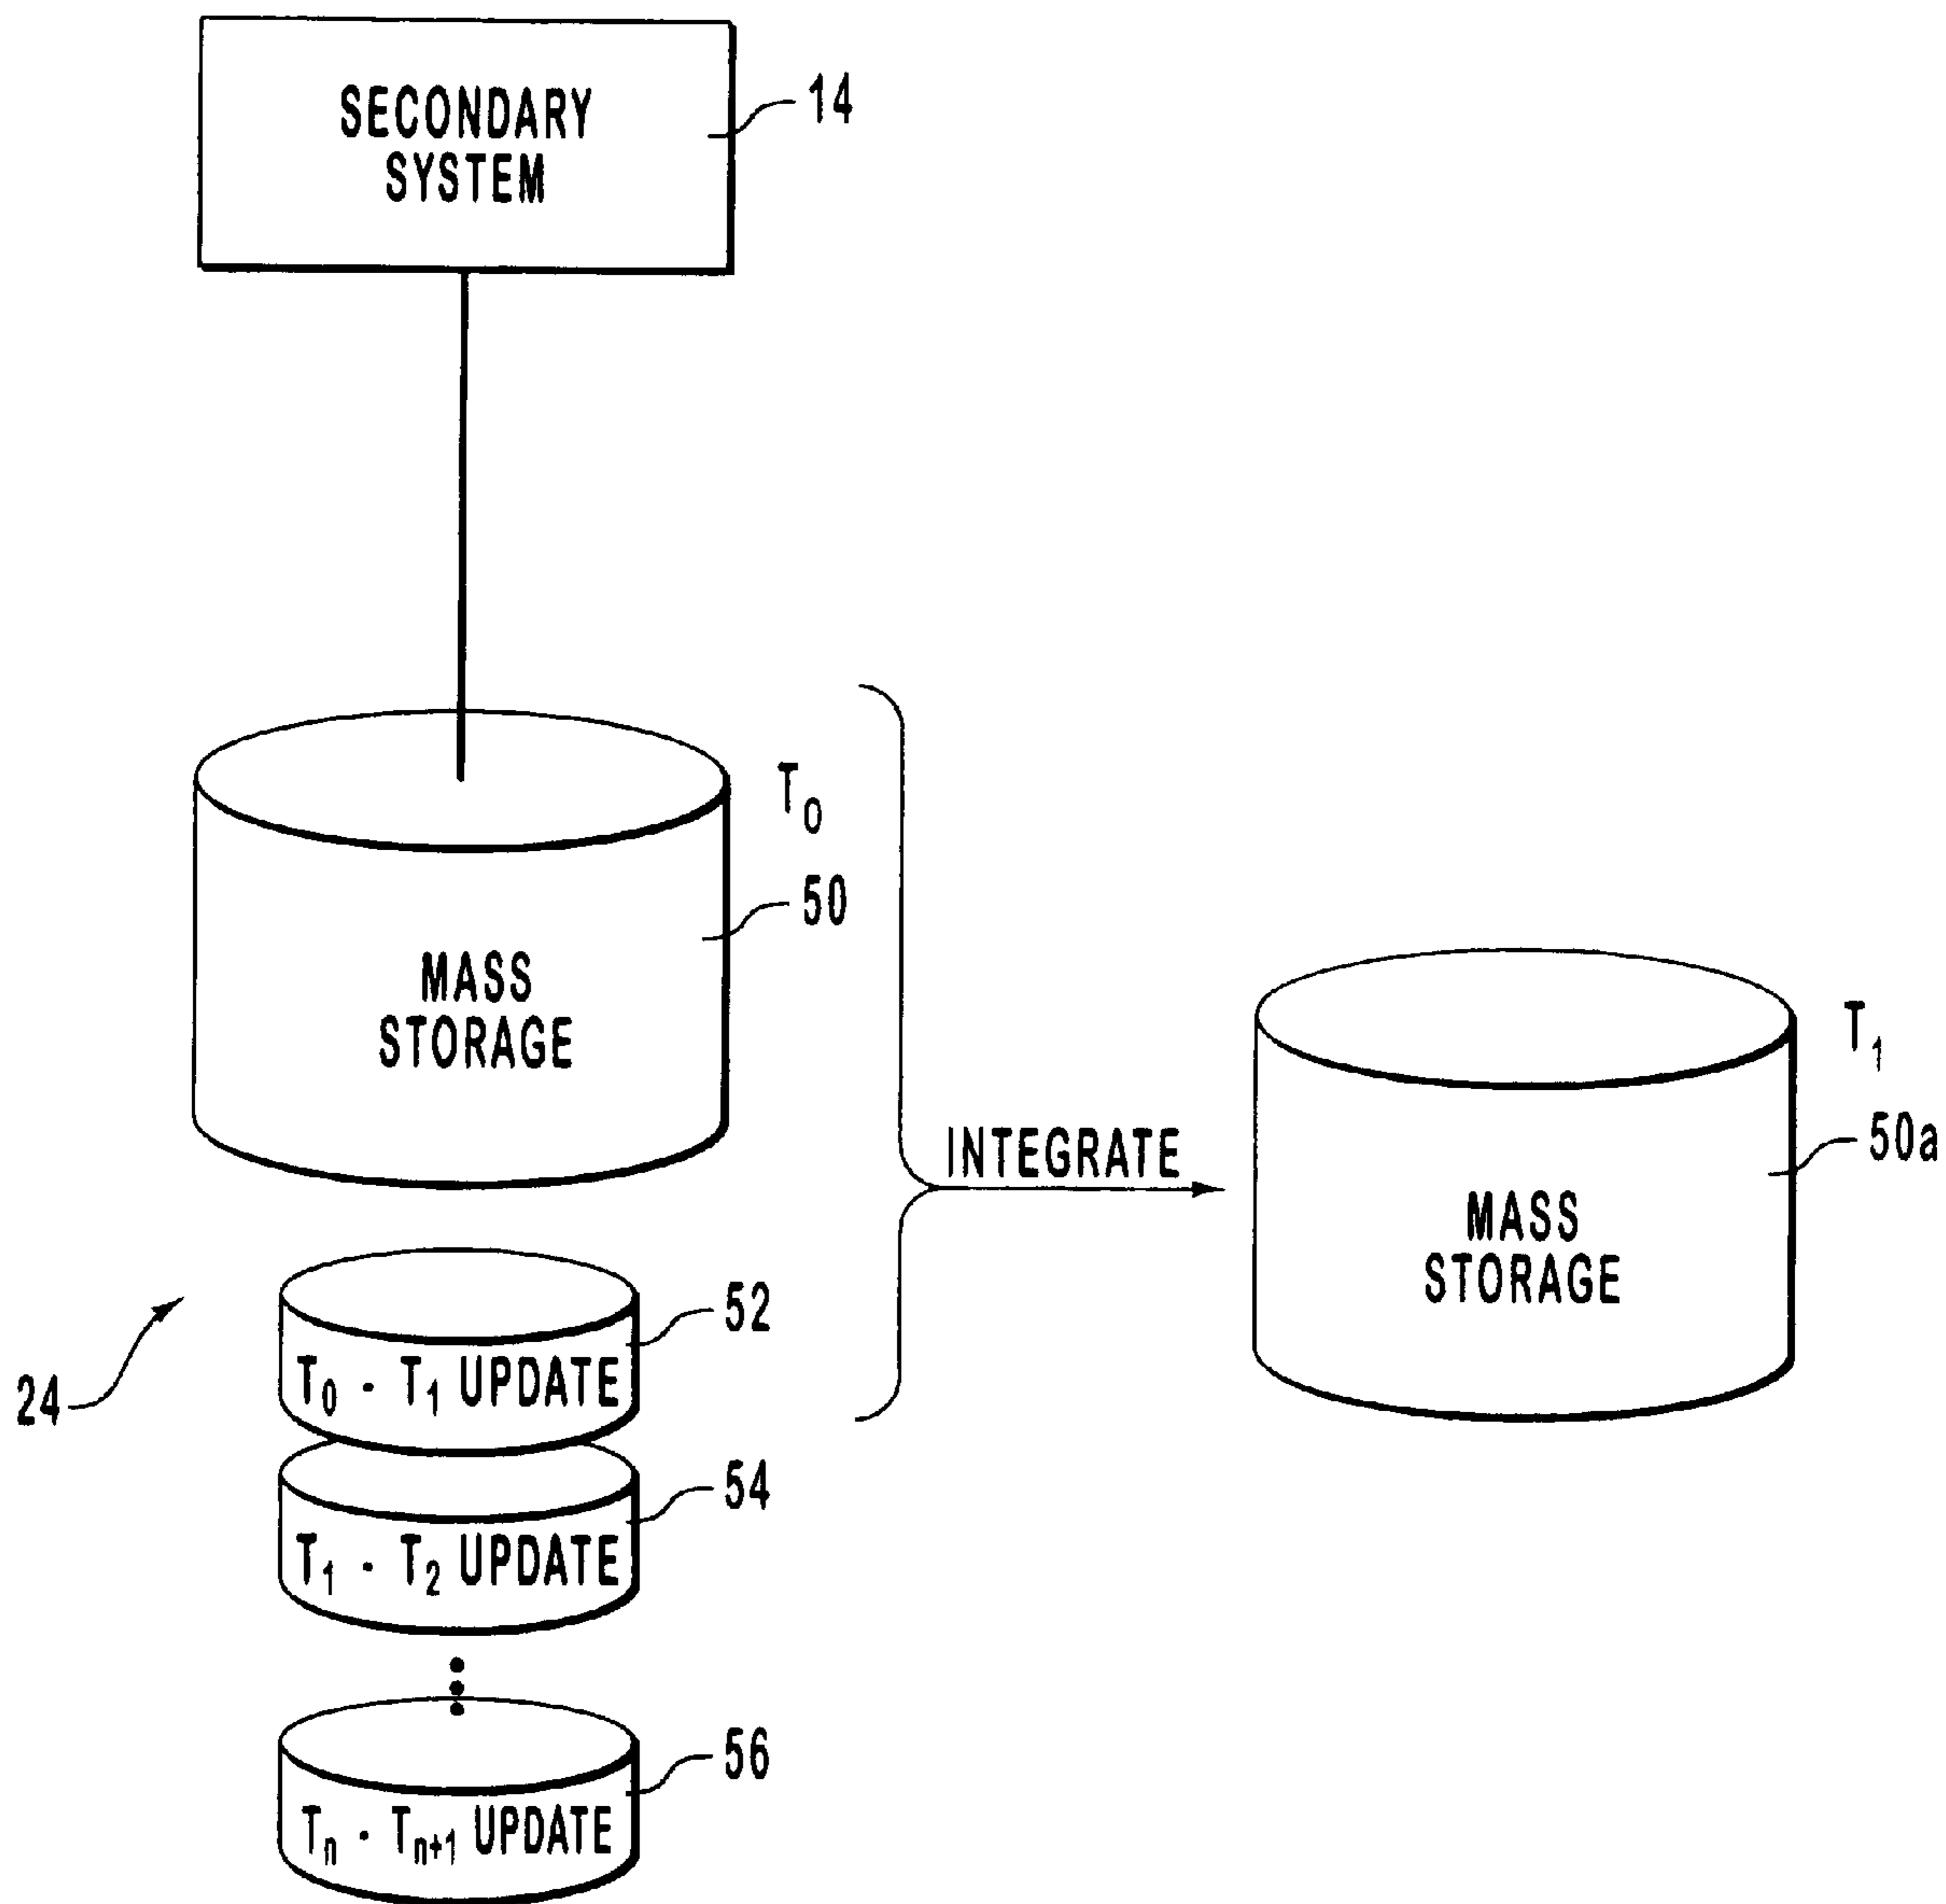 SECONDARY
SYSTEM
14
T₀
50
MASS
STORAGE
INTEGRATE
T₁
50a
MASS
STORAGE
24
52
T₀ - T₁ UPDATE
54
T₁ - T₂ UPDATE
56
Tₙ - Tₙ₊₁ UPDATE